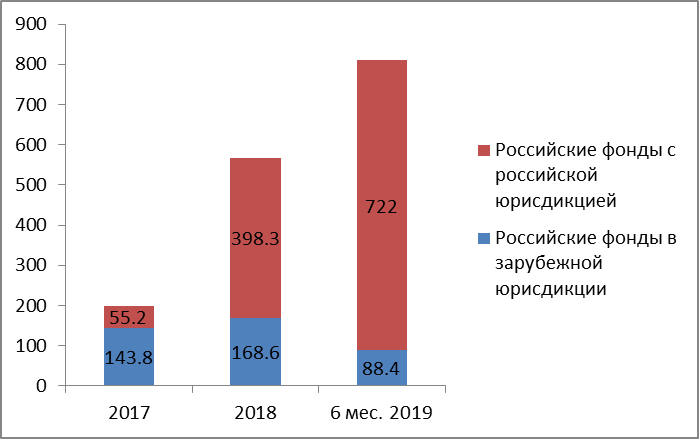 900
800
700
600
500
400
300
200
100
0
55.2
143.8
398.3
168.6
722
88.4
2017
2018
6 мес. 2019
Российские фонды с
российской
юрисдикцией
Российские фонды в
зарубежной
юрисдикции